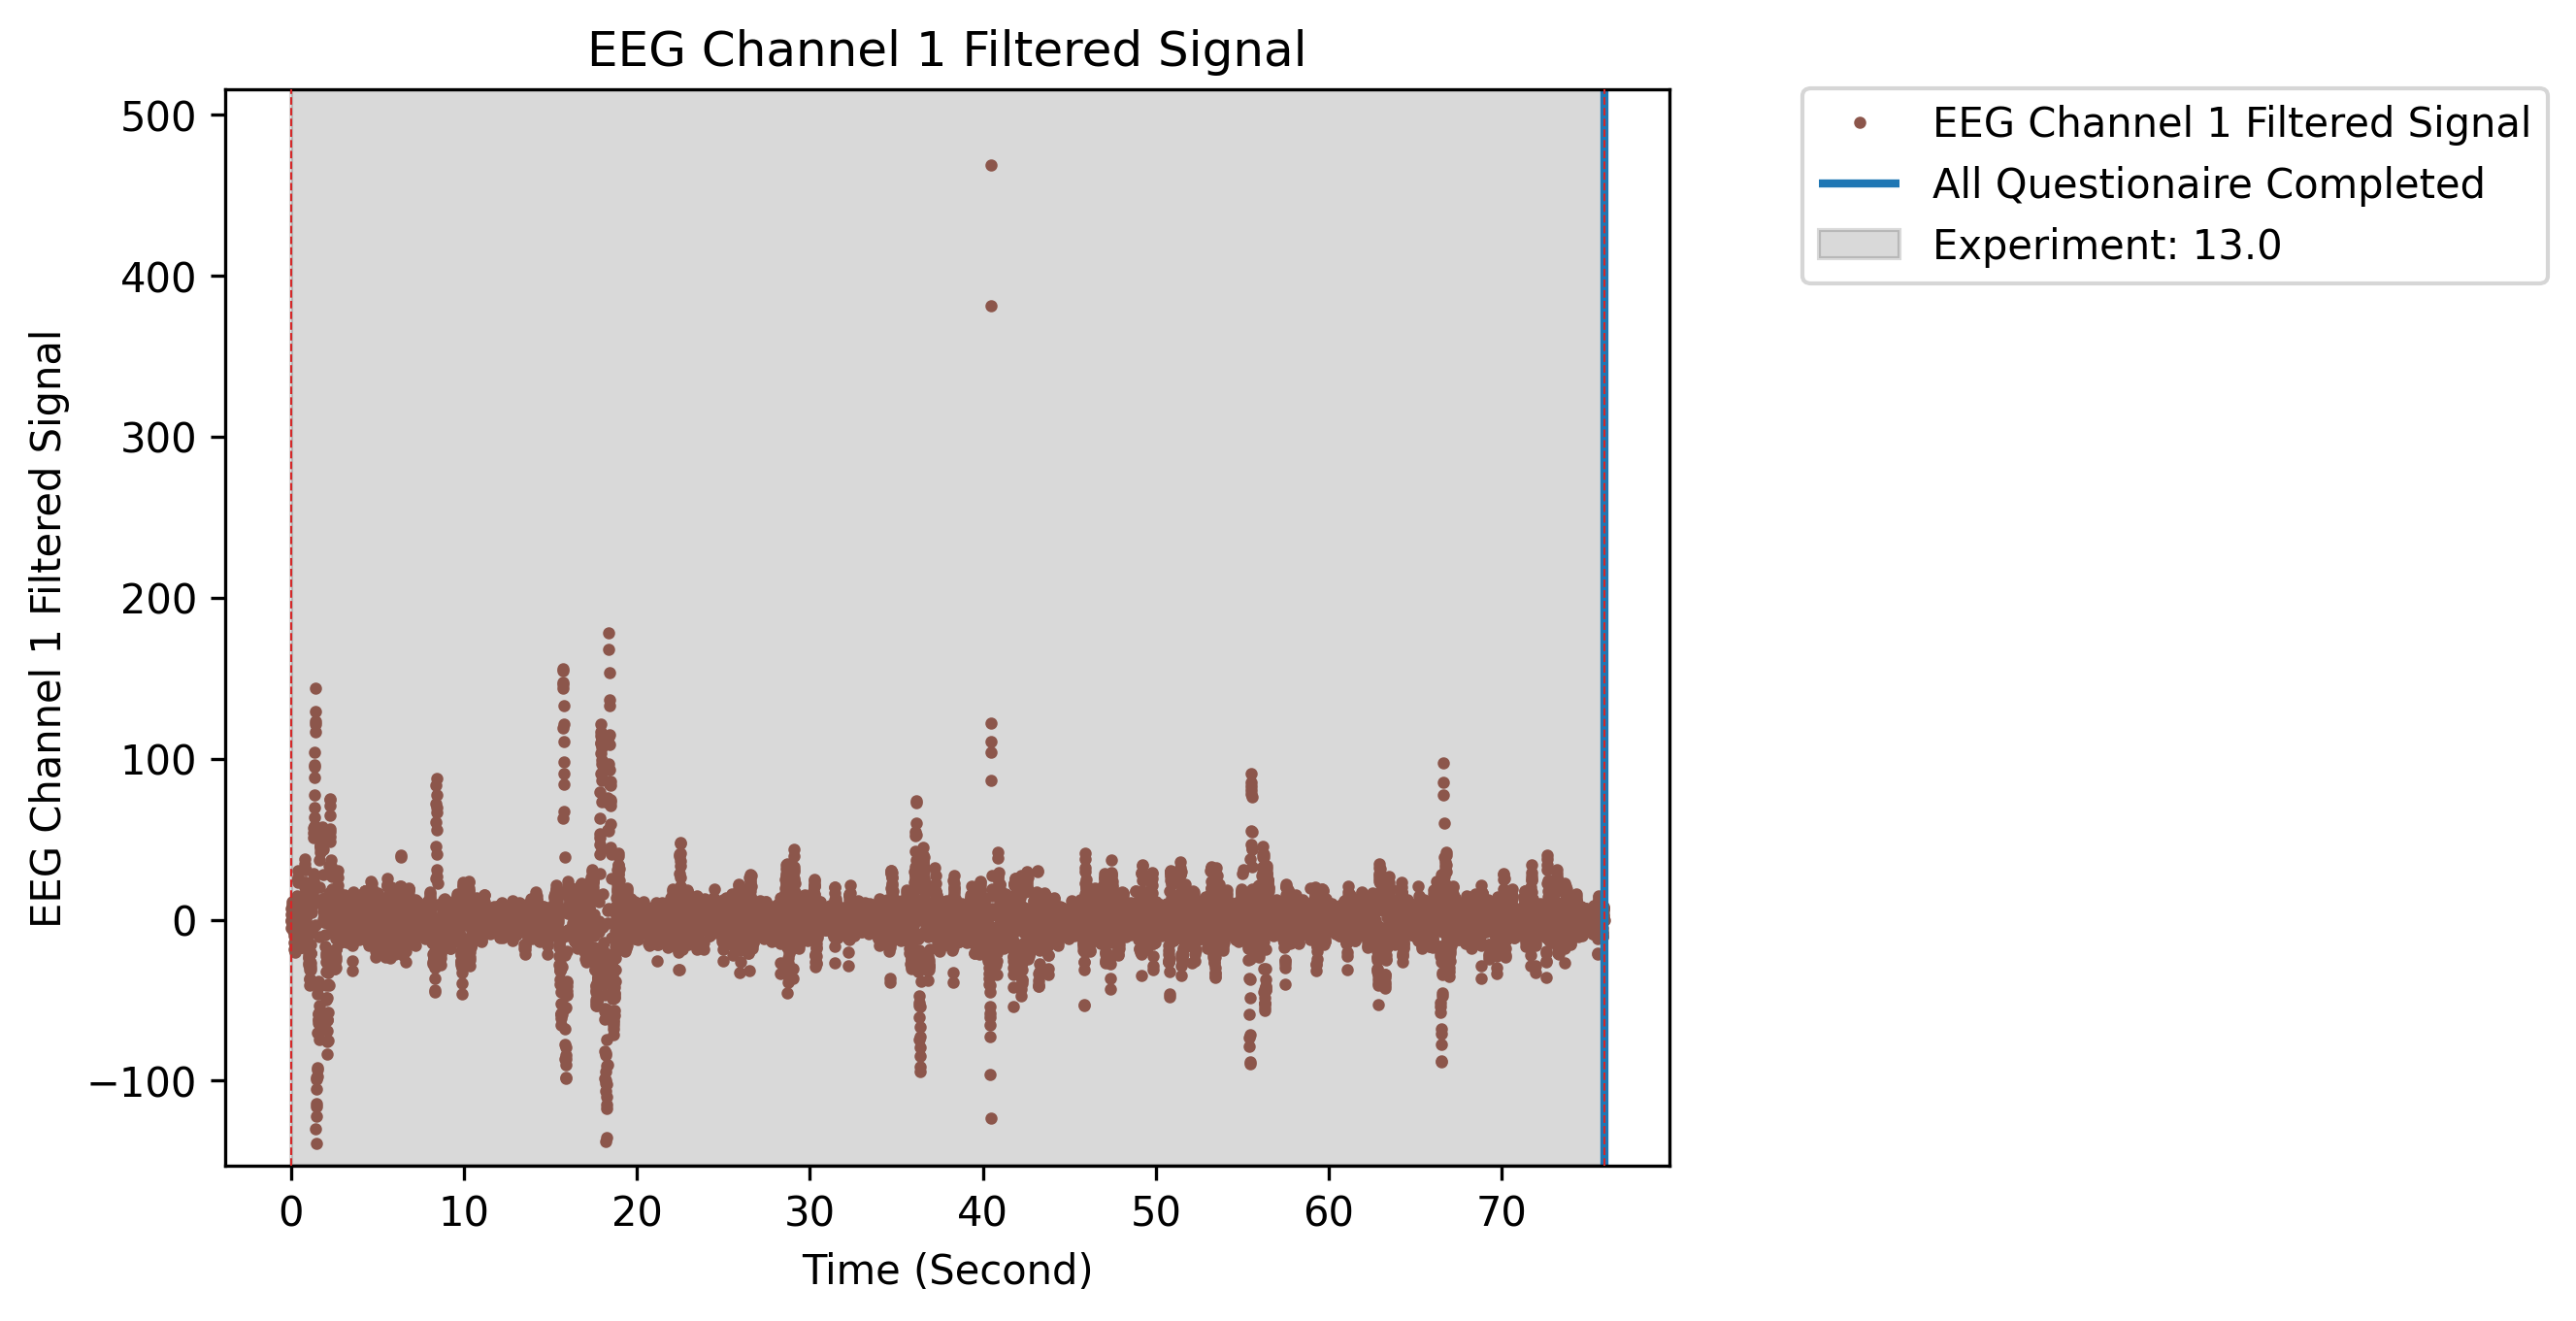 EEG Channel 1 Filtered Signal
EEG Channel 1 Filtered Signal
500
400
300
200
100
0
−100
0 10 20 30 40 50 60 70
Time (Second)
EEG Channel 1 Filtered Signal
All Questionaire Completed
Experiment: 13.0